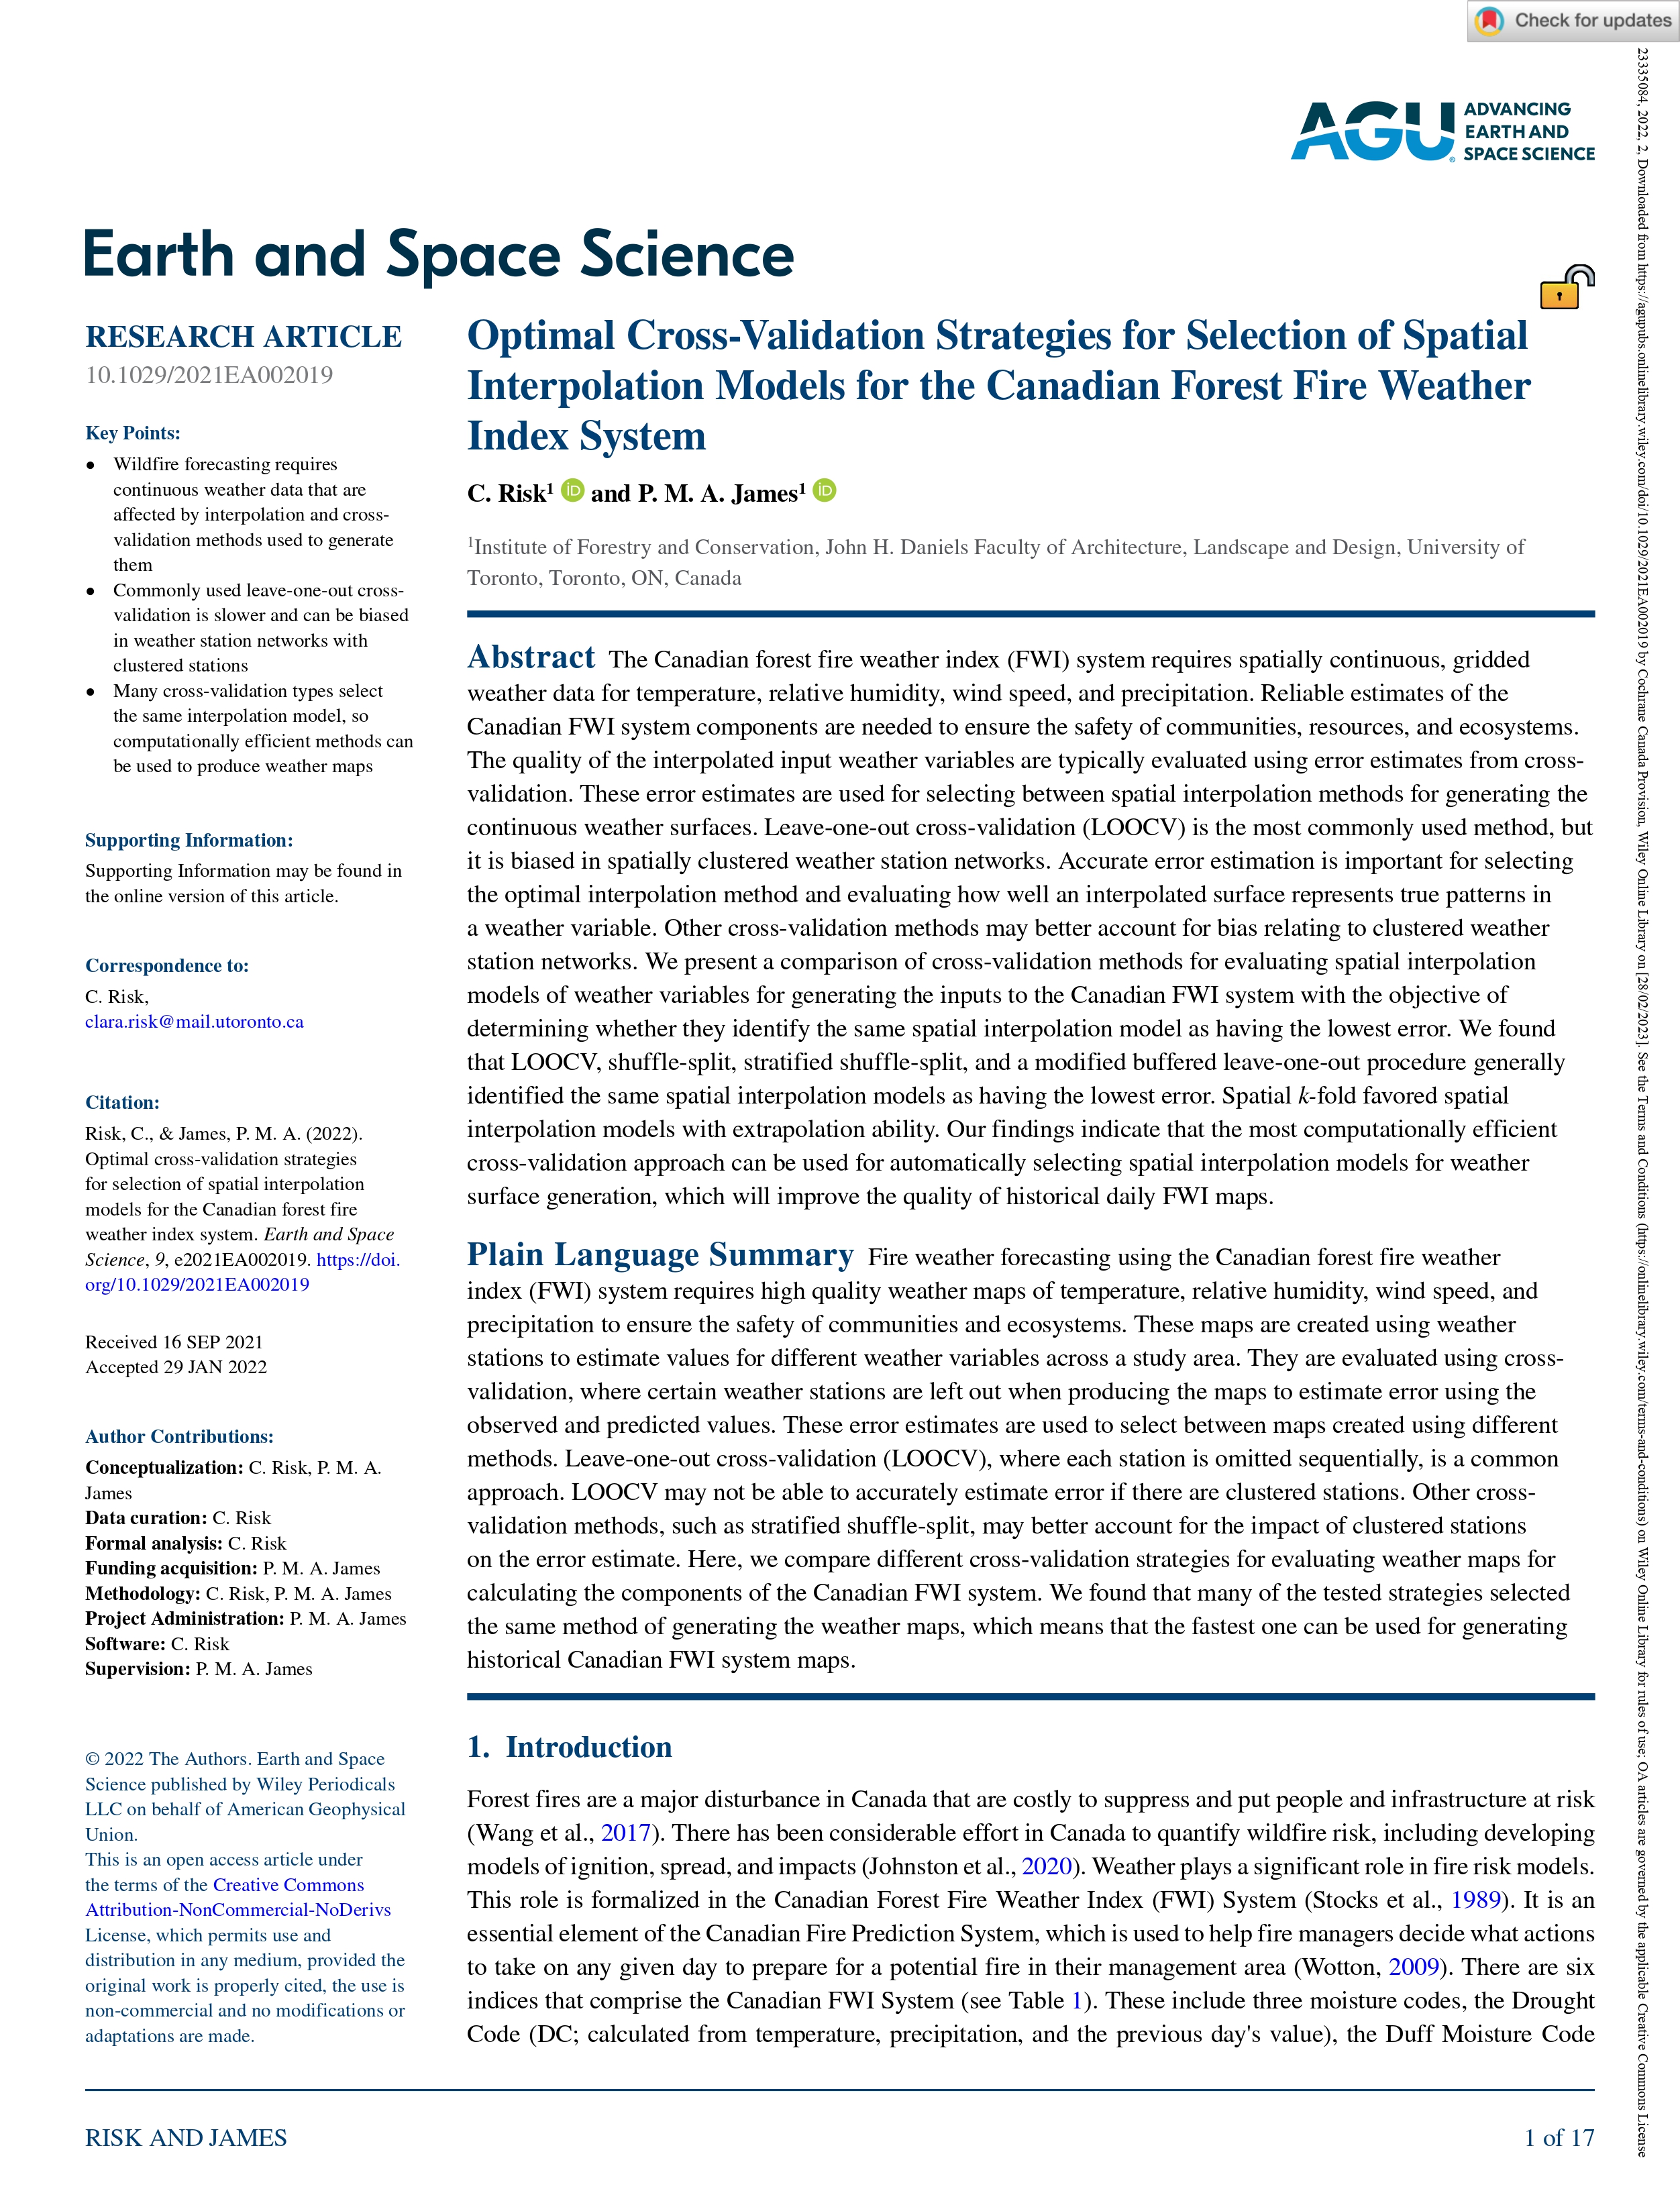 Check for updates
AGU ADVANCING
EARTH AND
SPACE SCIENCE
Earth and Space Science
RESEARCH ARTICLE
10.1029/2021EA002019
Key Points:
• Wildfire forecasting requires
continuous weather data that are
affected by interpolation and cross-
validation methods used to generate
them
• Commonly used leave-one-out cross-
validation is slower and can be biased
in weather station networks with
clustered stations
• Many cross-validation types select
the same interpolation model, so
computationally efficient methods can
be used to produce weather maps
Supporting Information:
Supporting Information may be found in
the online version of this article.
Correspondence to:
C. Risk,
clara.risk@mail.utoronto.ca
Citation:
Risk, C., & James, P. M. A. (2022).
Optimal cross-validation strategies
for selection of spatial interpolation
models for the Canadian forest fire
weather index system. Earth and Space
Science, 9, e2021EA002019. https://doi.
org/10.1029/2021EA002019
Received 16 SEP 2021
Accepted 29 JAN 2022
Author Contributions:
Conceptualization: C. Risk, P. M. A.
James
Data curation: C. Risk
Formal analysis: C. Risk
Funding acquisition: P. M. A. James
Methodology: C. Risk, P. M. A. James
Project Administration: P. M. A. James
Software: C. Risk
Supervision: P. M. A. James
© 2022 The Authors. Earth and Space
Science published by Wiley Periodicals
LLC on behalf of American Geophysical
Union.
This is an open access article under
the terms of the Creative Commons
Attribution-NonCommercial-NoDerivs
License, which permits use and
distribution in any medium, provided the
original work is properly cited, the use is
non-commercial and no modifications or
adaptations are made.
Optimal Cross-Validation Strategies for Selection of Spatial
Interpolation Models for the Canadian Forest Fire Weather
Index System
C. Risk¹ iD and P. M. A. James¹ iD
¹Institute of Forestry and Conservation, John H. Daniels Faculty of Architecture, Landscape and Design, University of
Toronto, Toronto, ON, Canada
Abstract The Canadian forest fire weather index (FWI) system requires spatially continuous, gridded
weather data for temperature, relative humidity, wind speed, and precipitation. Reliable estimates of the
Canadian FWI system components are needed to ensure the safety of communities, resources, and ecosystems.
The quality of the interpolated input weather variables are typically evaluated using error estimates from cross-
validation. These error estimates are used for selecting between spatial interpolation methods for generating the
continuous weather surfaces. Leave-one-out cross-validation (LOOCV) is the most commonly used method, but
it is biased in spatially clustered weather station networks. Accurate error estimation is important for selecting
the optimal interpolation method and evaluating how well an interpolated surface represents true patterns in
a weather variable. Other cross-validation methods may better account for bias relating to clustered weather
station networks. We present a comparison of cross-validation methods for evaluating spatial interpolation
models of weather variables for generating the inputs to the Canadian FWI system with the objective of
determining whether they identify the same spatial interpolation model as having the lowest error. We found
that LOOCV, shuffle-split, stratified shuffle-split, and a modified buffered leave-one-out procedure generally
identified the same spatial interpolation models as having the lowest error. Spatial k-fold favored spatial
interpolation models with extrapolation ability. Our findings indicate that the most computationally efficient
cross-validation approach can be used for automatically selecting spatial interpolation models for weather
surface generation, which will improve the quality of historical daily FWI maps.
Plain Language Summary Fire weather forecasting using the Canadian forest fire weather
index (FWI) system requires high quality weather maps of temperature, relative humidity, wind speed, and
precipitation to ensure the safety of communities and ecosystems. These maps are created using weather
stations to estimate values for different weather variables across a study area. They are evaluated using cross-
validation, where certain weather stations are left out when producing the maps to estimate error using the
observed and predicted values. These error estimates are used to select between maps created using different
methods. Leave-one-out cross-validation (LOOCV), where each station is omitted sequentially, is a common
approach. LOOCV may not be able to accurately estimate error if there are clustered stations. Other cross-
validation methods, such as stratified shuffle-split, may better account for the impact of clustered stations
on the error estimate. Here, we compare different cross-validation strategies for evaluating weather maps for
calculating the components of the Canadian FWI system. We found that many of the tested strategies selected
the same method of generating the weather maps, which means that the fastest one can be used for generating
historical Canadian FWI system maps.
1. Introduction
Forest fires are a major disturbance in Canada that are costly to suppress and put people and infrastructure at risk
(Wang et al., 2017). There has been considerable effort in Canada to quantify wildfire risk, including developing
models of ignition, spread, and impacts (Johnston et al., 2020). Weather plays a significant role in fire risk models.
This role is formalized in the Canadian Forest Fire Weather Index (FWI) System (Stocks et al., 1989). It is an
essential element of the Canadian Fire Prediction System, which is used to help fire managers decide what actions
to take on any given day to prepare for a potential fire in their management area (Wotton, 2009). There are six
indices that comprise the Canadian FWI System (see Table 1). These include three moisture codes, the Drought
Code (DC; calculated from temperature, precipitation, and the previous day's value), the Duff Moisture Code
RISK AND JAMES
1 of 17
23335084, 2022, 2, Downloaded from https://agupubs.onlinelibrary.wiley.com/doi/10.1029/2021EA002019 by Cochrane Canada Provision, Wiley Online Library on [28/02/2023]. See the Terms and Conditions (https://onlinelibrary.wiley.com/terms-and-conditions) on Wiley Online Library for rules of use; OA articles are governed by the applicable Creative Commons License